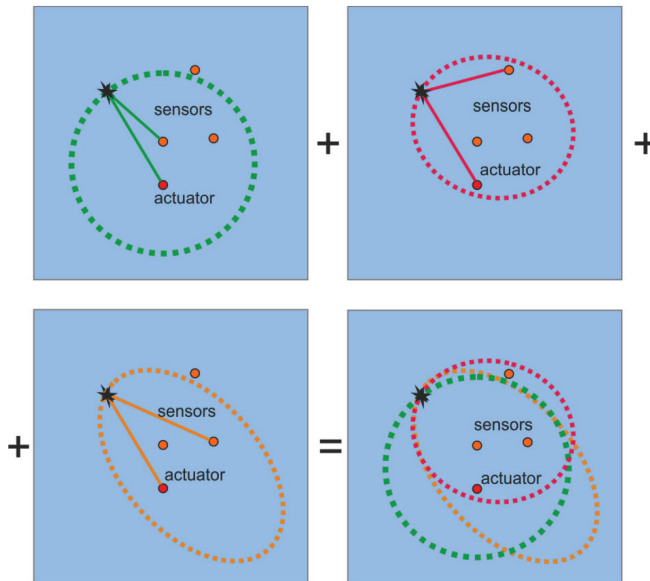 sensors
actuator
+
sensors
actuator
+
+
sensors
actuator
=
sensors
actuator